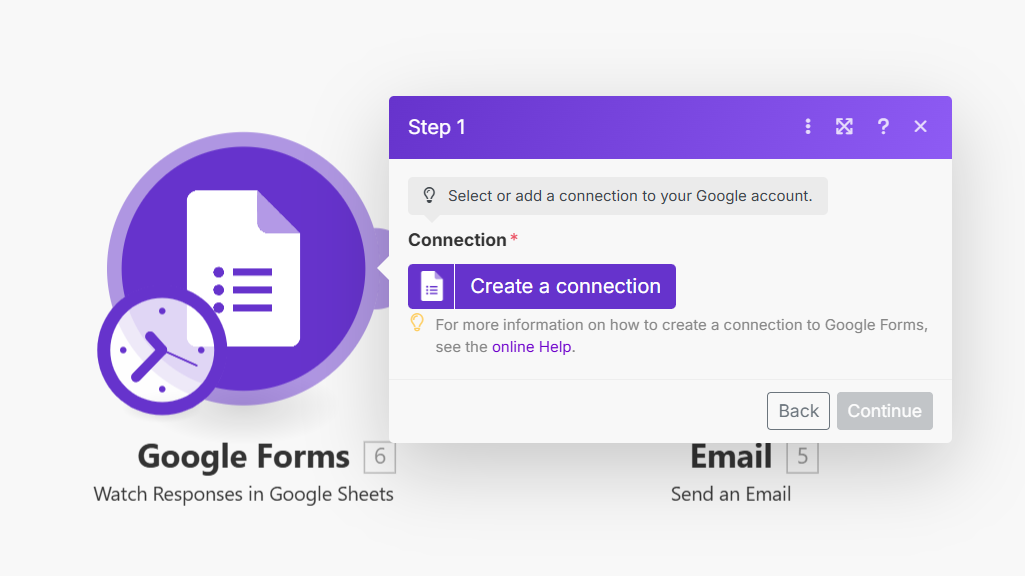 Step 1
?
Select or add a connection to your Google account.
Connection *
Create a connection
For more information on how to create a connection to Google Forms,
see the online Help.
Back
Continue
Google Forms 6
Watch Responses in Google Sheets
Email 5
Send an Email